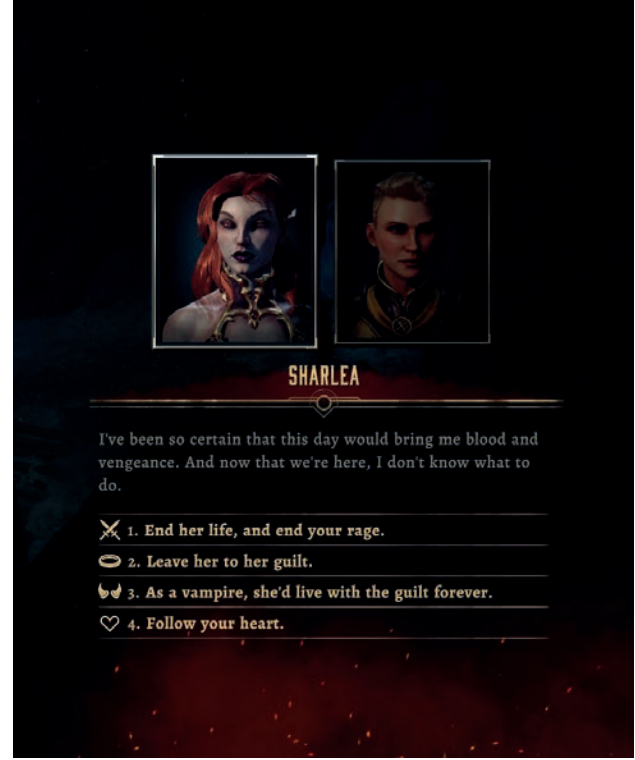 SHARLEA
I've been so certain that this day would bring me blood and
vengeance. And now that we're here, I don't know what to
do.
1. End her life, and end your rage.
2. Leave her to her guilt.
3. As a vampire, she'd live with the guilt forever.
4. Follow your heart.